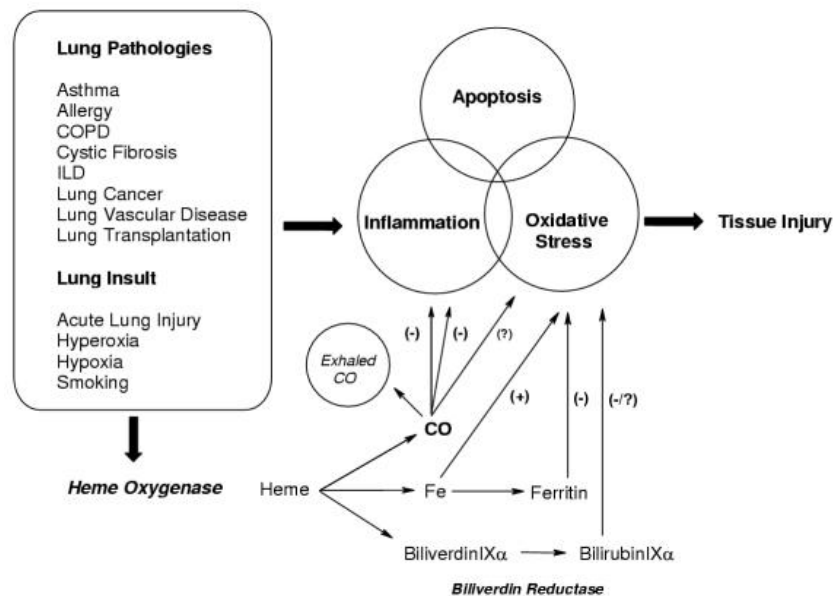 Lung Pathologies
Asthma
Allergy
COPD
Cystic Fibrosis
ILD
Lung Cancer
Lung Vascular Disease
Lung Transplantation
Lung Insult
Acute Lung Injury
Hyperoxia
Hypoxia
Smoking
Apoptosis
Inflammation
Oxidative
Stress
Tissue Injury
(-)
(-)
(?)
Exhaled
CO
(+)
(-)
(-/?)
CO
Heme Oxygenase
Heme
Fe
Ferritin
BiliverdinIXα
BilirubinIXα
Biliverdin Reductase